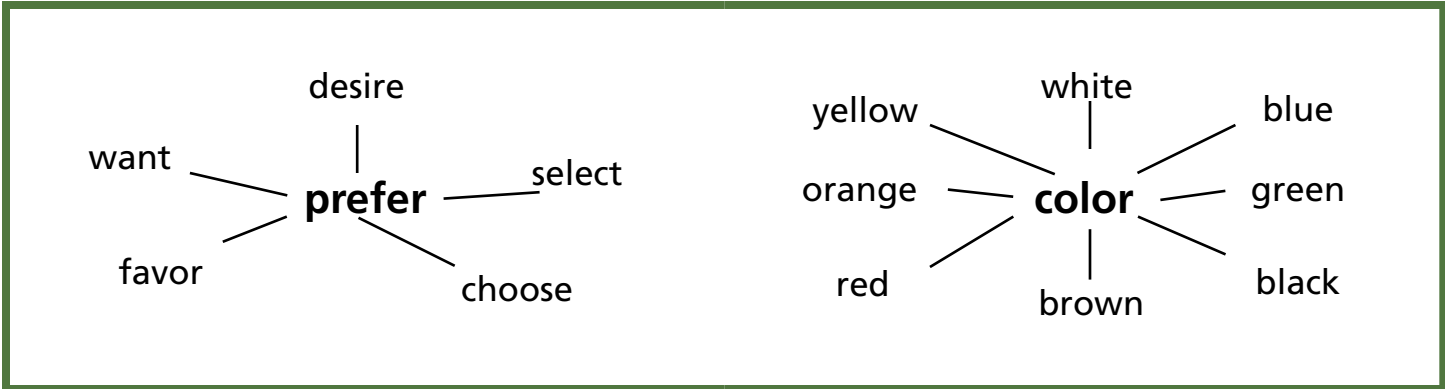 desire
want
select
prefer
favor
choose
white
yellow
blue
orange
color
green
red
brown
black